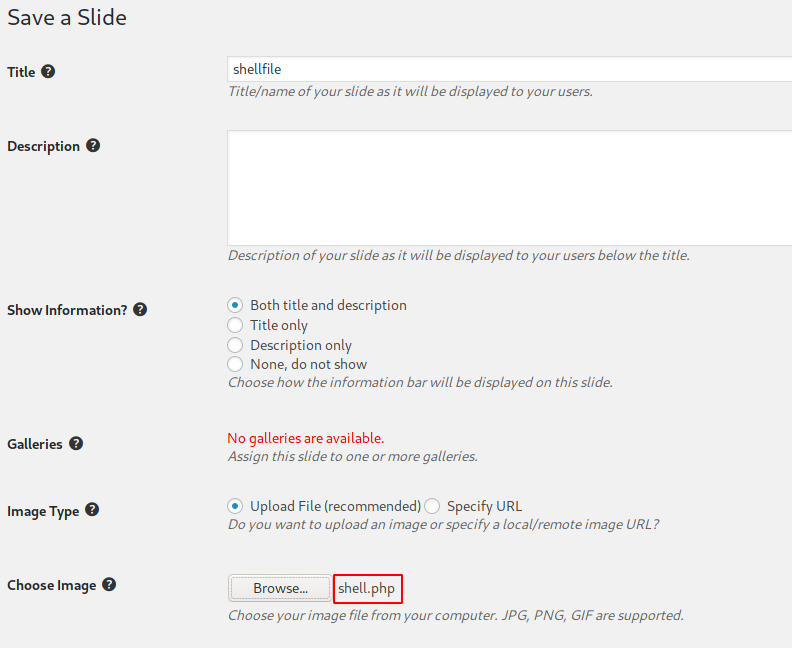 Save a Slide
Title ?
shellfile
Title/name of your slide as it will be displayed to your users.
Description ?
Description of your slide as it will be displayed to your users below the title.
Show Information? ?
Both title and description
Title only
Description only
None, do not show
Choose how the information bar will be displayed on this slide.
Galleries ?
No galleries are available.
Assign this slide to one or more galleries.
Image Type ?
Upload File (recommended) Specify URL
Do you want to upload an image or specify a local/remote image URL?
Choose Image ?
Browse... shell.php
Choose your image file from your computer. JPG, PNG, GIF are supported.